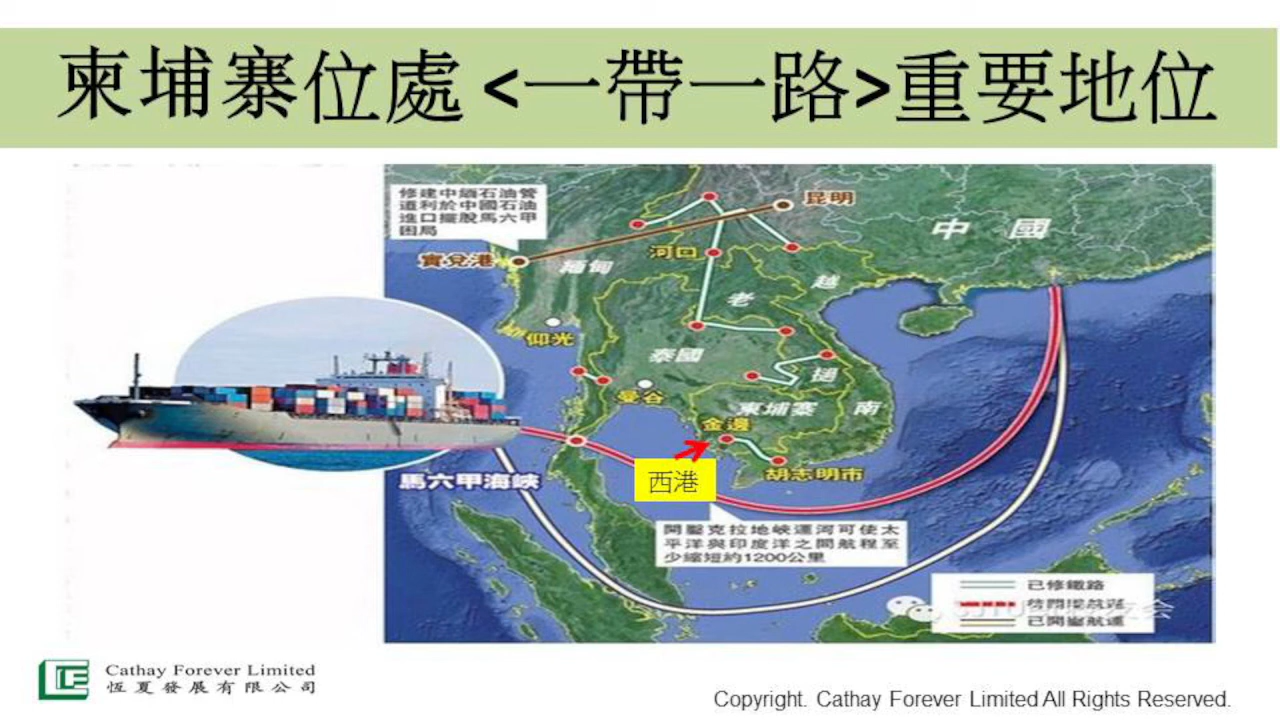 柬埔寨位處 <一帶一路>重要地位
修建中緬石油管
道利於中國石油
進口擺脫馬六甲
困局
昆明
中 國
河口
實兌港
緬甸
越
老
仰光
泰國
撾
曼谷
柬埔寨
南
金邊
西港
胡志明市
馬六甲海峽
開鑿克拉地峽運河可使太
平洋與印度洋之間航程至
少縮短約1200公里
已修鐵路
Cathay Forever Limited
恆夏發展有限公司
Copyright. Cathay Forever Limited All Rights Reserved.